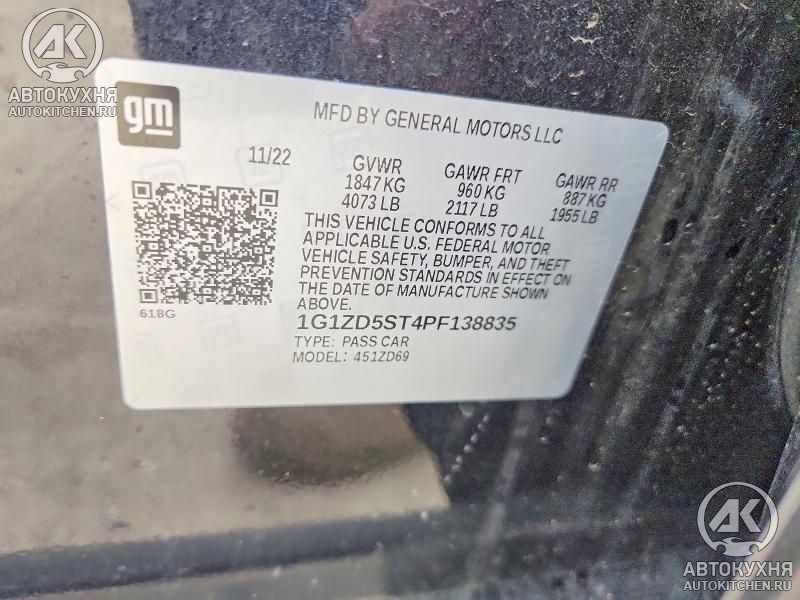 АК
АВТОКУХНЯ
AUTOKITCHEN.RU
gm
MFD BY GENERAL MOTORS LLC
11/22 GVWR GAWR FRT GAWR RR
1847 KG 960 KG 887 KG
4073 LB 2117 LB 1955 LB
THIS VEHICLE CONFORMS TO ALL
APPLICABLE U.S. FEDERAL MOTOR
VEHICLE SAFETY, BUMPER, AND THEFT
PREVENTION STANDARDS IN EFFECT ON
THE DATE OF MANUFACTURE SHOWN
ABOVE.
618G
1G1ZD5ST4PF138835
TYPE: PASS CAR
MODEL: 451ZD69
АК
АВТОКУХНЯ
AUTOKITCHEN.RU